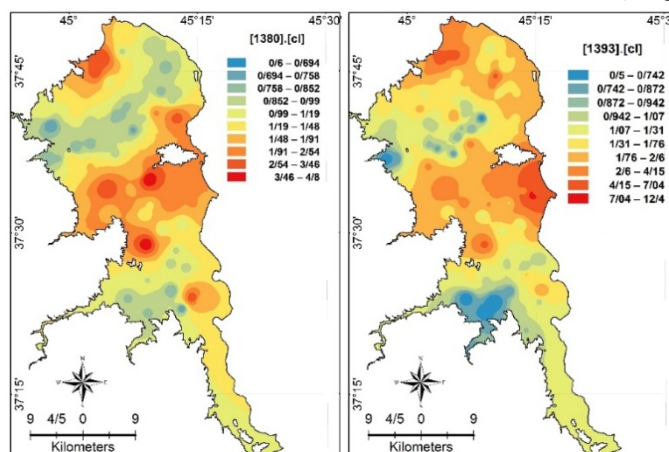 45°
45°15'
45°30'
45°
45°15'
45°30'
37°45'
37°30'
37°15'
[1380].[cl]
0/6 – 0/694
0/694 – 0/758
0/758 – 0/852
0/852 – 0/99
0/99 – 1/19
1/19 – 1/48
1/48 – 1/91
1/91 – 2/54
2/54 – 3/46
3/46 – 4/8
N
W E
S
9 4/5 0 9
Kilometers
37°45'
37°30'
37°15'
[1393].[cl]
0/5 – 0/742
0/742 – 0/872
0/872 – 0/942
0/942 – 1/07
1/07 – 1/31
1/31 – 1/76
1/76 – 2/6
2/6 – 4/15
4/15 – 7/04
7/04 – 12/4
N
W E
S
9 4/5 0 9
Kilometers